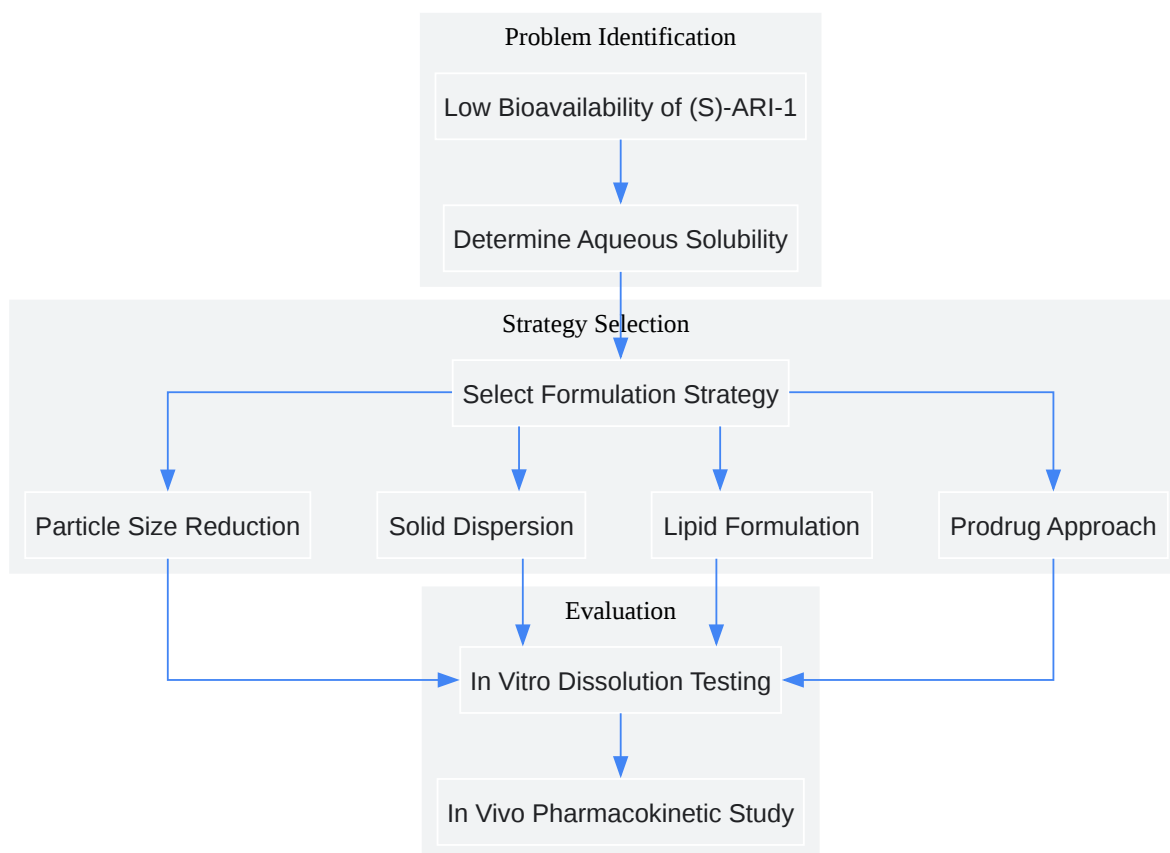 Problem Identification
Low Bioavailability of (S)-ARI-1
Determine Aqueous Solubility
Strategy Selection
Select Formulation Strategy
Particle Size Reduction
Solid Dispersion
Lipid Formulation
Prodrug Approach
Evaluation
In Vitro Dissolution Testing
In Vivo Pharmacokinetic Study